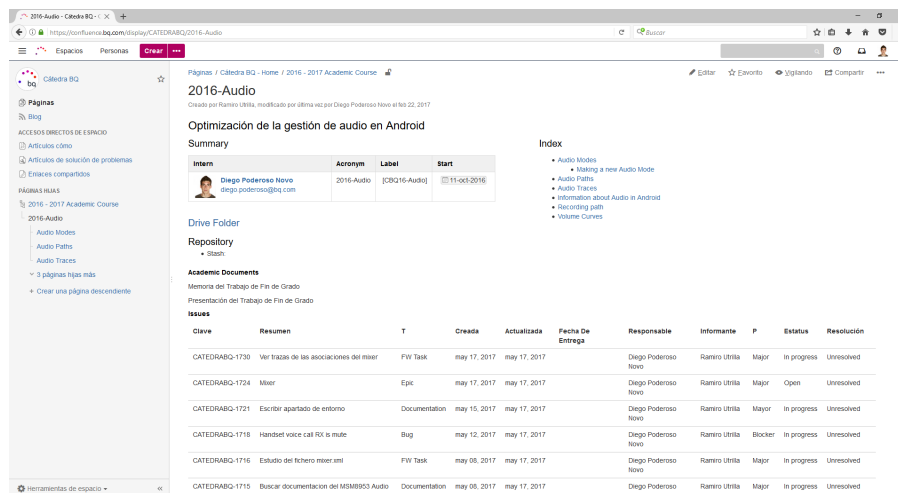 2016-Audio - Cátedra BQ - C
https://confluence.bq.com/display/CATEDRABQ/2016-Audio
Buscar
Espacios Personas Crear
bq
Cátedra BQ
Páginas
Blog
ACCESOS DIRECTOS DE ESPACIO
Artículos cómo
Artículos de solución de problemas
Enlaces compartidos
PÁGINAS HIJAS
2016 - 2017 Academic Course
2016-Audio
Audio Modes
Audio Paths
Audio Traces
3 páginas hijas más
+ Crear una página descendiente
Herramientas de espacio
Páginas / Cátedra BQ - Home / 2016 - 2017 Academic Course
Editar Favorito Vigilando Compartir
2016-Audio
Creado por Ramiro Utrilla, modificado por última vez por Diego Poderoso Novo el feb 22, 2017
Optimización de la gestión de audio en Android
Summary
Intern Acronym Label Start
Diego Poderoso Novo 2016-Audio [CBQ16-Audio] 11-oct-2016
diego.poderoso@bq.com
Index
Audio Modes
Making a new Audio Mode
Audio Paths
Audio Traces
Information about Audio in Android
Recording path
Volume Curves
Drive Folder
Repository
Stash:
Academic Documents
Memoria del Trabajo de Fin de Grado
Presentación del Trabajo de Fin de Grado
Issues
Clave Resumen T Creada Actualizada Fecha De Responsable Informante P Estatus Resolución
Entrega
CATEDRABQ-1730 Ver trazas de las asociaciones del mixer FW Task may 17, 2017 may 17, 2017 Diego Poderoso Ramiro Utrilla Major In progress Unresolved
Novo
CATEDRABQ-1724 Mixer Epic may 17, 2017 may 17, 2017 Diego Poderoso Ramiro Utrilla Major Open Unresolved
Novo
CATEDRABQ-1721 Escribir apartado de entorno Documentation may 15, 2017 may 17, 2017 Diego Poderoso Ramiro Utrilla Mayor In progress Unresolved
Novo
CATEDRABQ-1718 Handset voice call RX is mute Bug may 12, 2017 may 17, 2017 Diego Poderoso Ramiro Utrilla Blocker In progress Unresolved
Novo
CATEDRABQ-1716 Estudio del fichero mixer.xml FW Task may 08, 2017 may 17, 2017 Diego Poderoso Ramiro Utrilla Major In progress Unresolved
Novo
CATEDRABQ-1715 Buscar documentacion del MSM8953 Audio Documentation may 08, 2017 may 17, 2017 Diego Poderoso Ramiro Utrilla Major In progress Unresolved